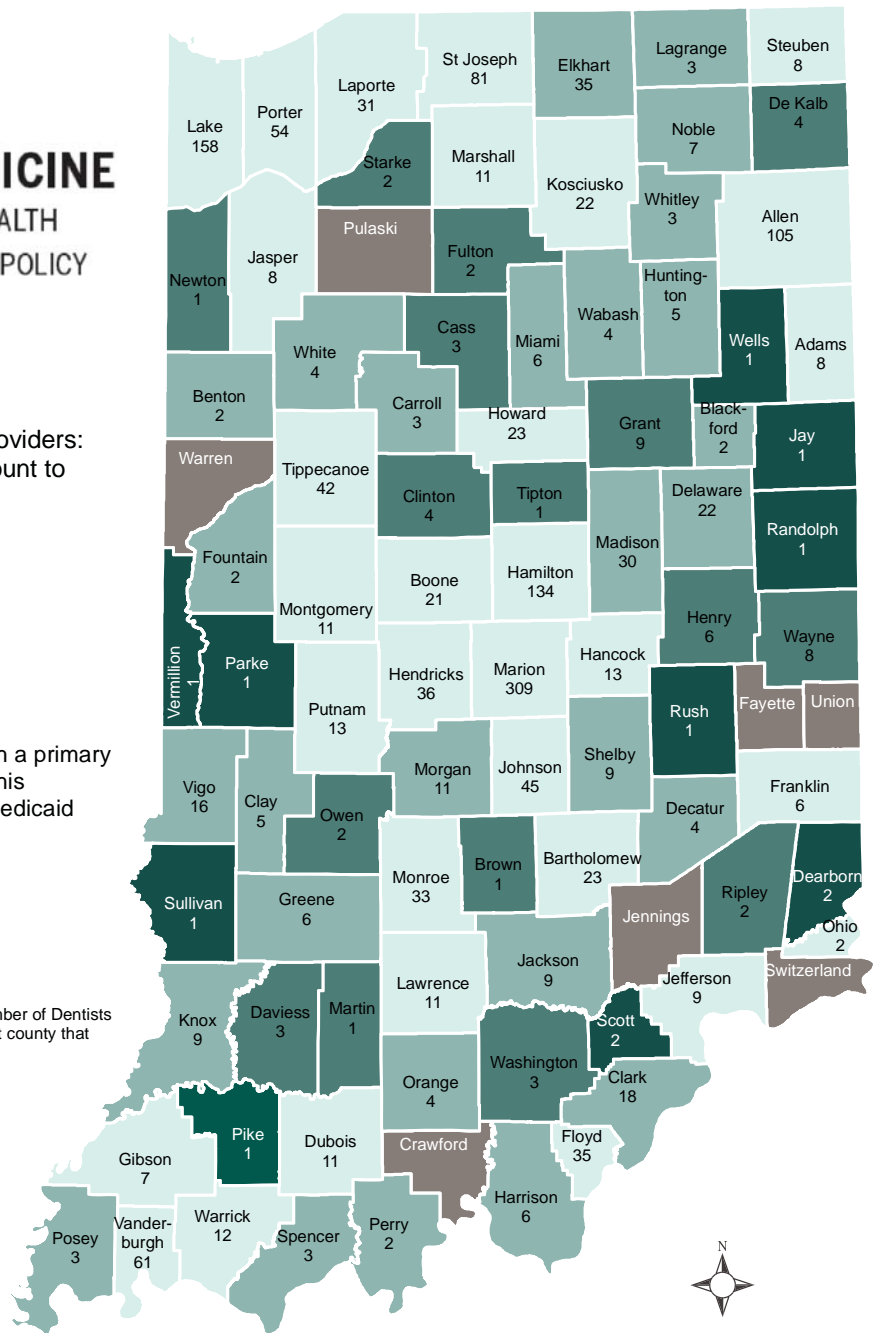 ICINE
ALTH
POLICY
oviders:
ount to
n a primary
his
edicaid
mber of Dentists
t county that
St Joseph
81
Elkhart
35
Lagrange
3
Steuben
8
Laporte
31
Porter
54
Lake
158
De Kalb
4
Noble
7
Starke
2
Marshall
11
Kosciusko
22
Whitley
3
Allen
105
Pulaski
Jasper
8
Fulton
2
Newton
1
Hunting-
ton
5
Wabash
4
Cass
3
Miami
6
Wells
1
Adams
8
White
4
Benton
2
Carroll
3
Howard
23
Grant
9
Black-
ford
2
Jay
1
Warren
Tippecanoe
42
Clinton
4
Tipton
1
Delaware
22
Randolph
1
Madison
30
Fountain
2
Boone
21
Hamilton
134
Montgomery
11
Henry
6
Wayne
8
Vermillion
1
Parke
1
Hendricks
36
Marion
309
Hancock
13
Putnam
13
Rush
1
Fayette
Union
Vigo
16
Clay
5
Morgan
11
Johnson
45
Shelby
9
Franklin
6
Owen
2
Decatur
4
Monroe
33
Brown
1
Bartholomew
23
Dearborn
2
Sullivan
1
Greene
6
Jennings
Ripley
2
Ohio
2
Jackson
9
Lawrence
11
Jefferson
9
Switzerland
Knox
9
Daviess
3
Martin
1
Scott
2
Washington
3
Orange
4
Clark
18
Pike
1
Dubois
11
Crawford
Floyd
35
Gibson
7
Harrison
6
Posey
3
Vander-
burgh
61
Warrick
12
Spencer
3
Perry
2
N